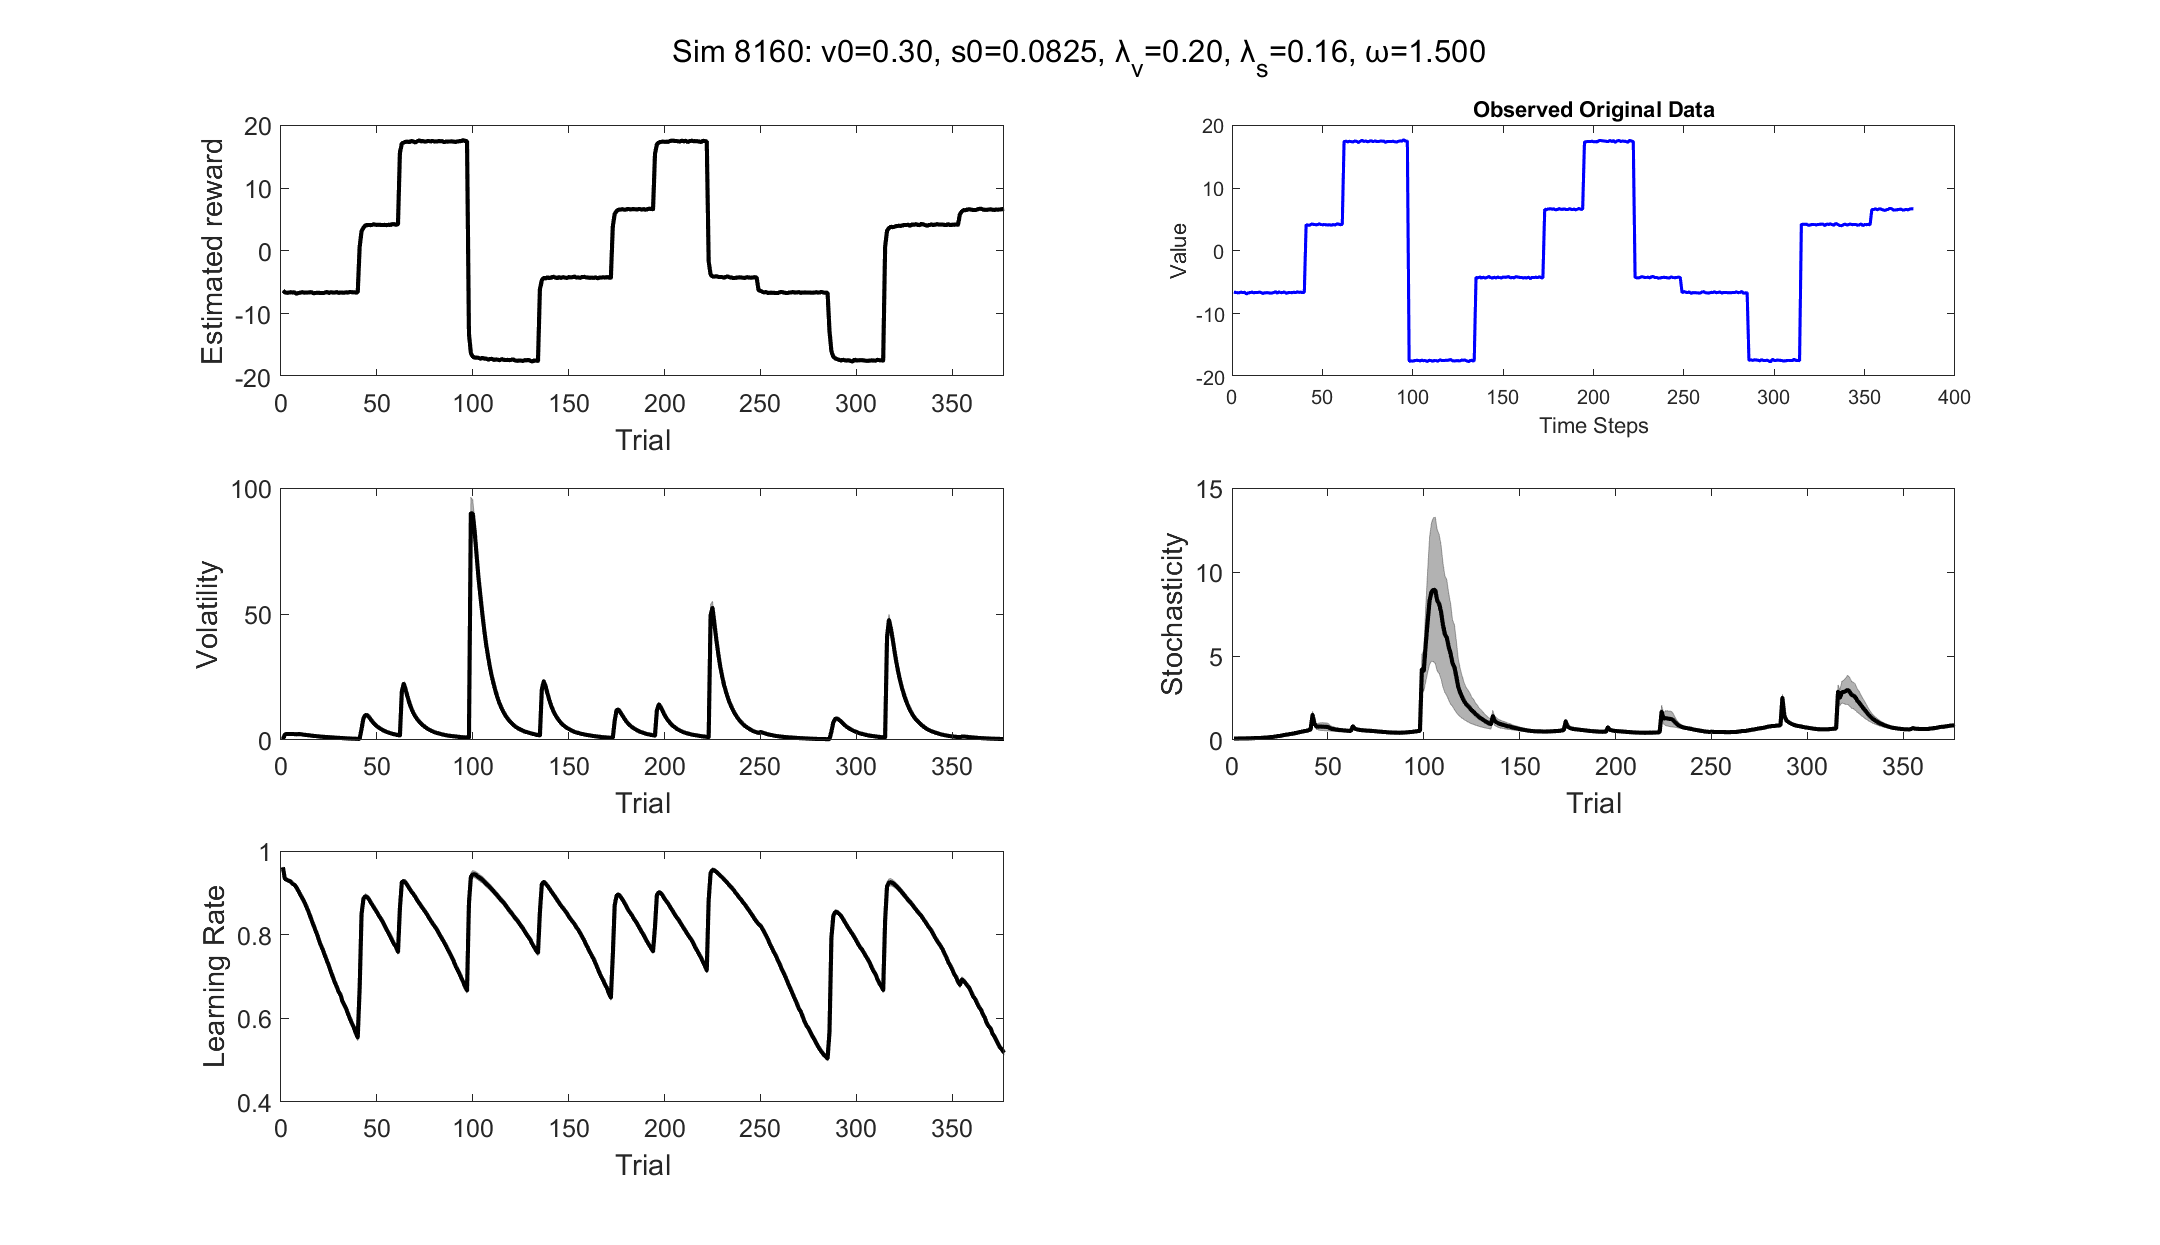 Sim 8160: v0=0.30, s0=0.0825, λ_v=0.20, λ_s=0.16, ω=1.500
20
10
0
-10
-20
Estimated reward
0 50 100 150 200 250 300 350
Trial
Observed Original Data
20
10
0
-10
-20
Value
0 50 100 150 200 250 300 350 400
Time Steps
100
50
0
Volatility
0 50 100 150 200 250 300 350
Trial
15
10
5
0
Stochasticity
0 50 100 150 200 250 300 350
Trial
1
0.8
0.6
0.4
Learning Rate
0 50 100 150 200 250 300 350
Trial